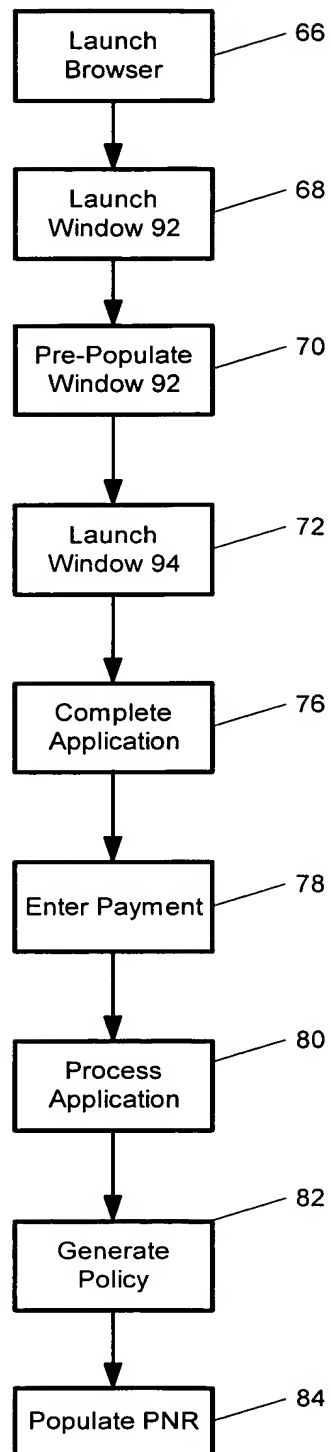 Launch
Browser
66
Launch
Window 92
68
Pre-Populate
Window 92
70
Launch
Window 94
72
Complete
Application
76
Enter Payment
78
Process
Application
80
Generate
Policy
82
Populate PNR
84